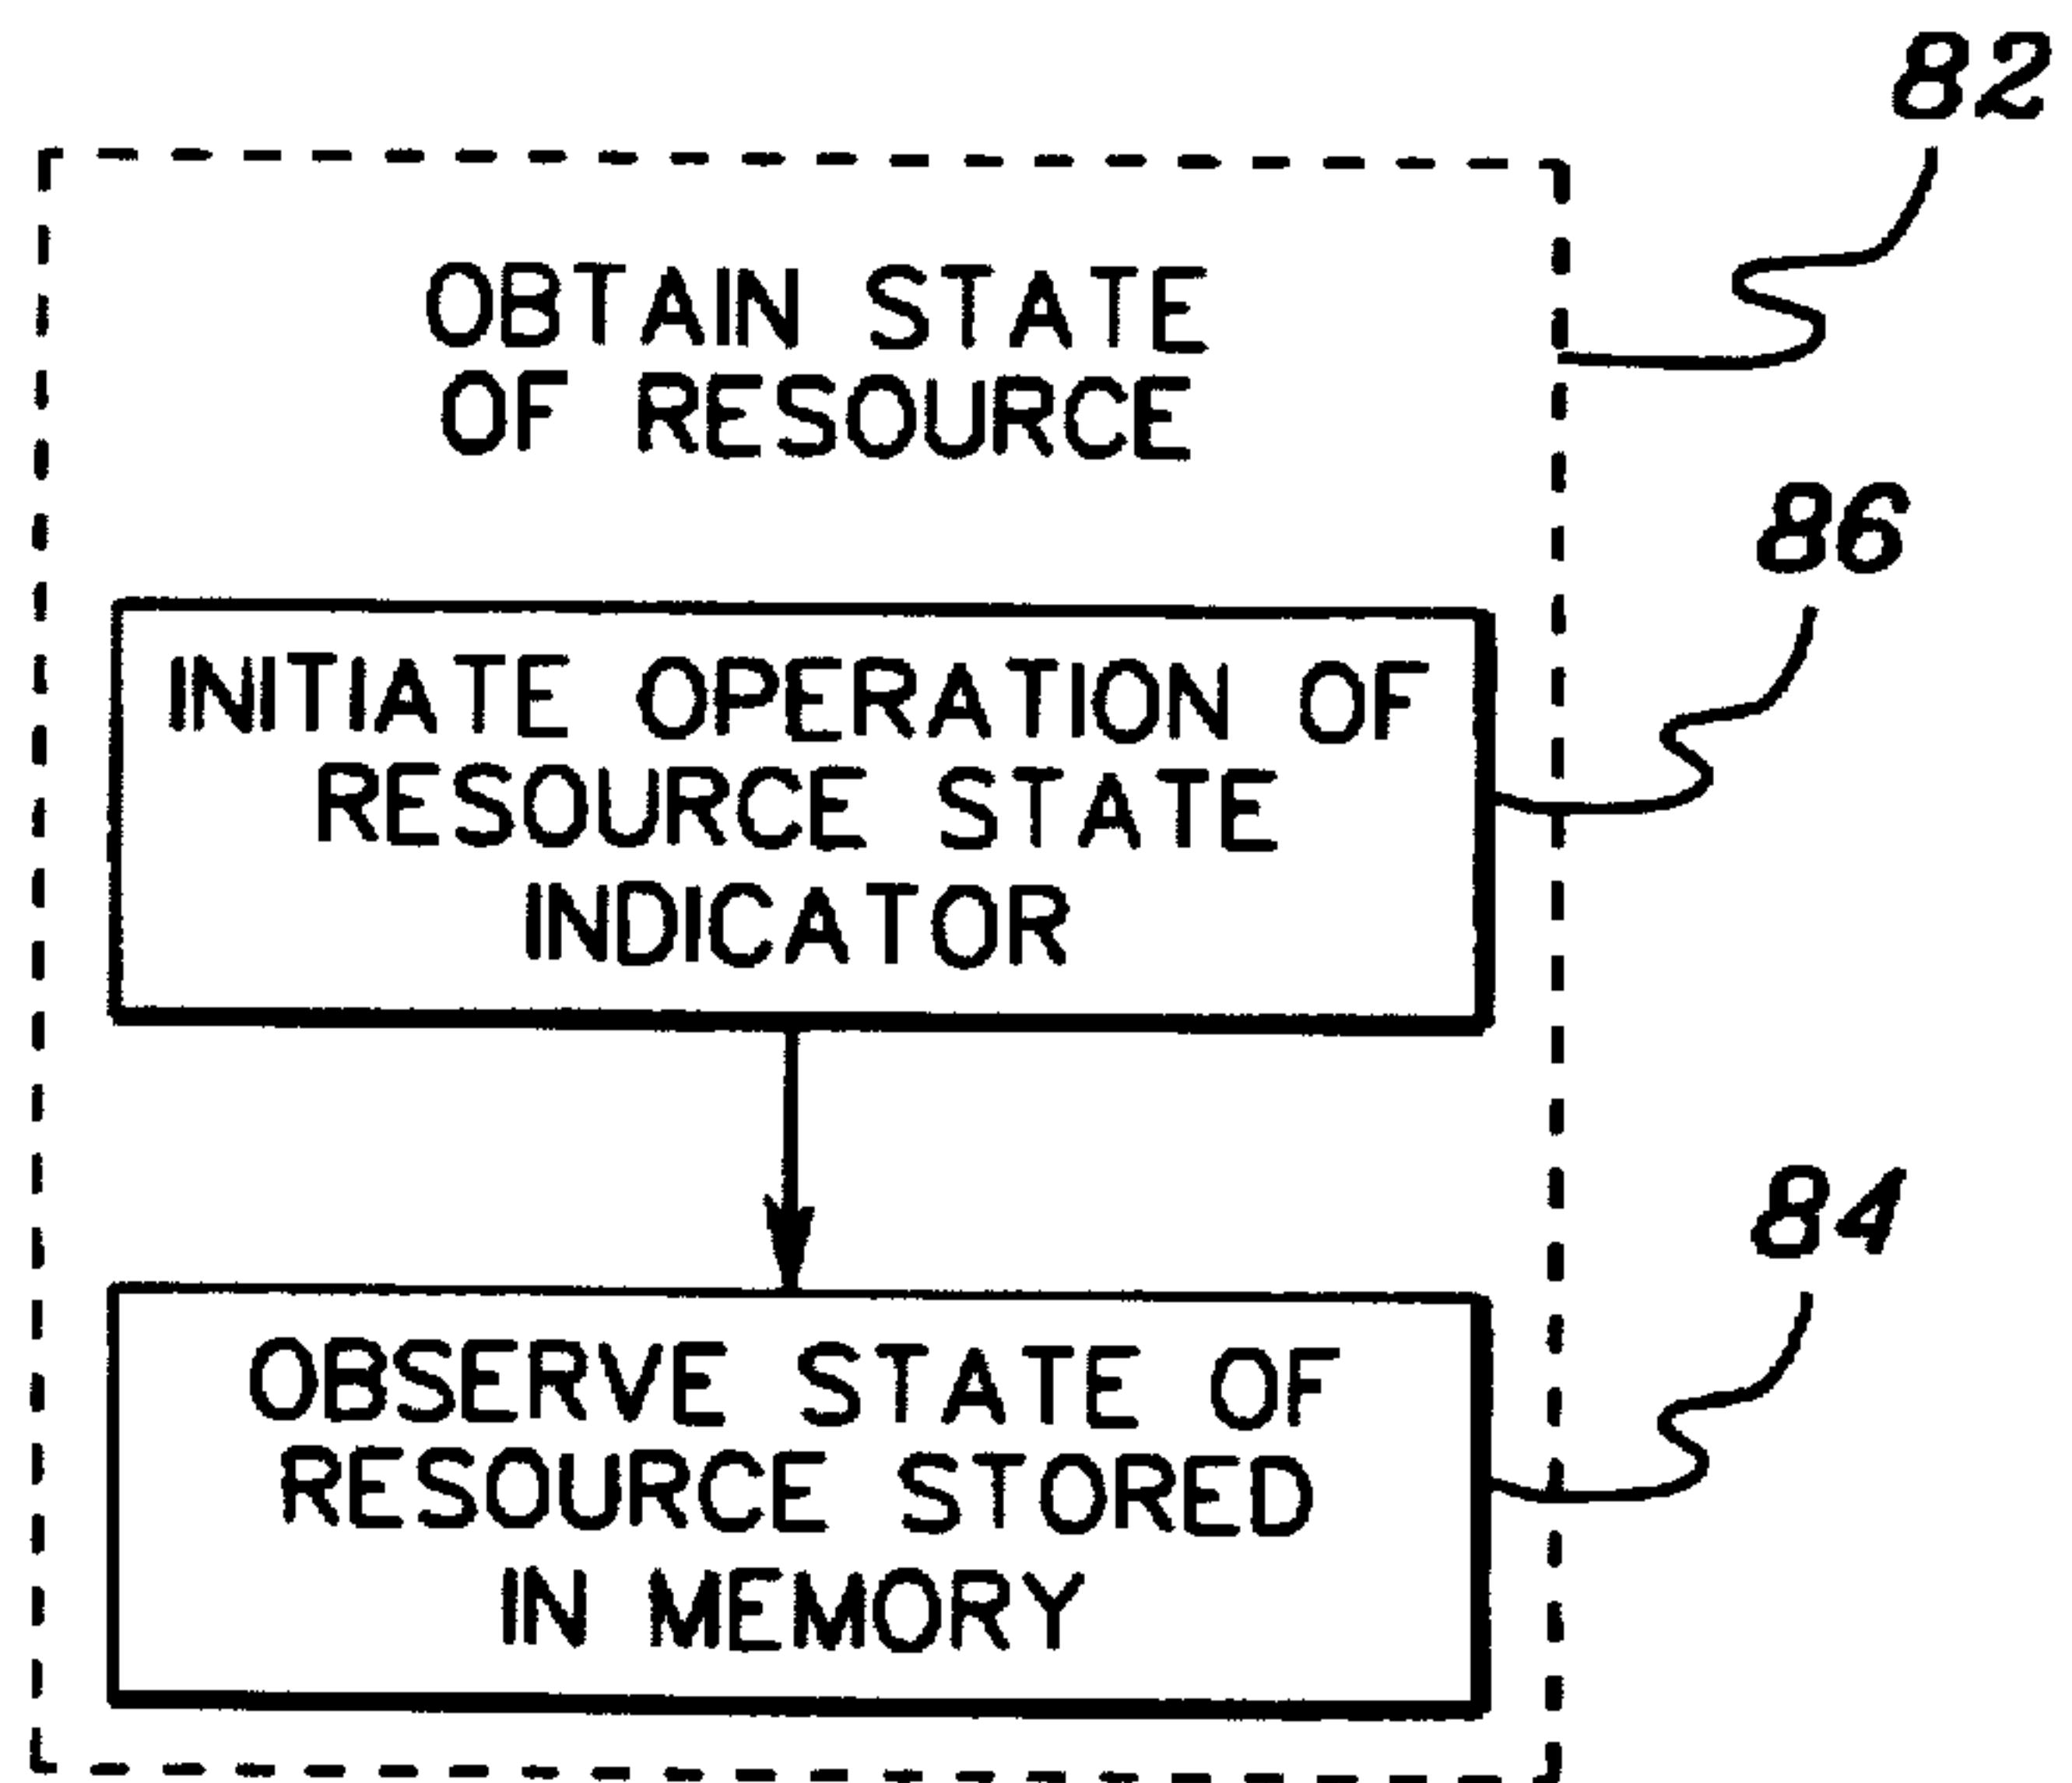 82
OBTAIN STATE
OF RESOURCE
86
INITIATE OPERATION OF
RESOURCE STATE
INDICATOR
84
OBSERVE STATE OF
RESOURCE STORED
IN MEMORY